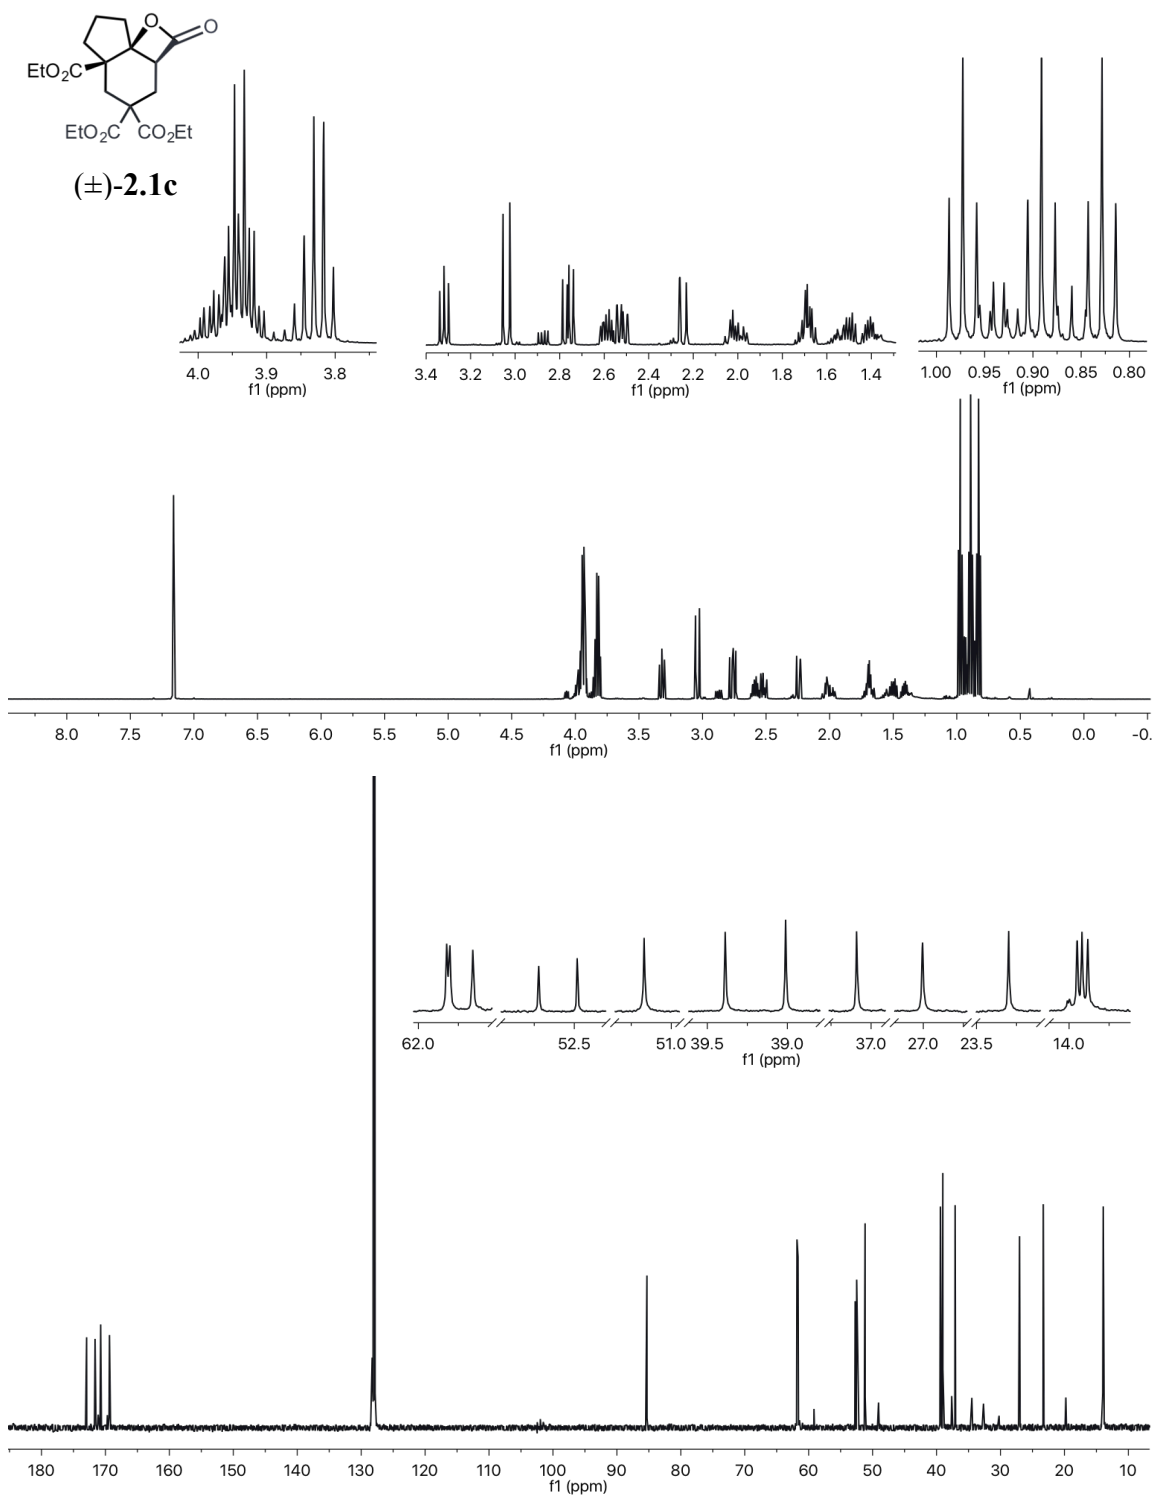 O
O
EtO₂C
EtO₂C CO₂Et
(±)-2.1c
4.0 3.9 3.8
f1 (ppm)
3.4 3.2 3.0 2.8 2.6 2.4 2.2 2.0 1.8 1.6 1.4
f1 (ppm)
1.00 0.95 0.90 0.85 0.80
f1 (ppm)
8.0 7.5 7.0 6.5 6.0 5.5 5.0 4.5 4.0 3.5 3.0 2.5 2.0 1.5 1.0 0.5 0.0 -0.
f1 (ppm)
62.0 52.5 51.0 39.5 39.0 37.0 27.0 23.5 14.0
f1 (ppm)
180 170 160 150 140 130 120 110 100 90 80 70 60 50 40 30 20 10
f1 (ppm)